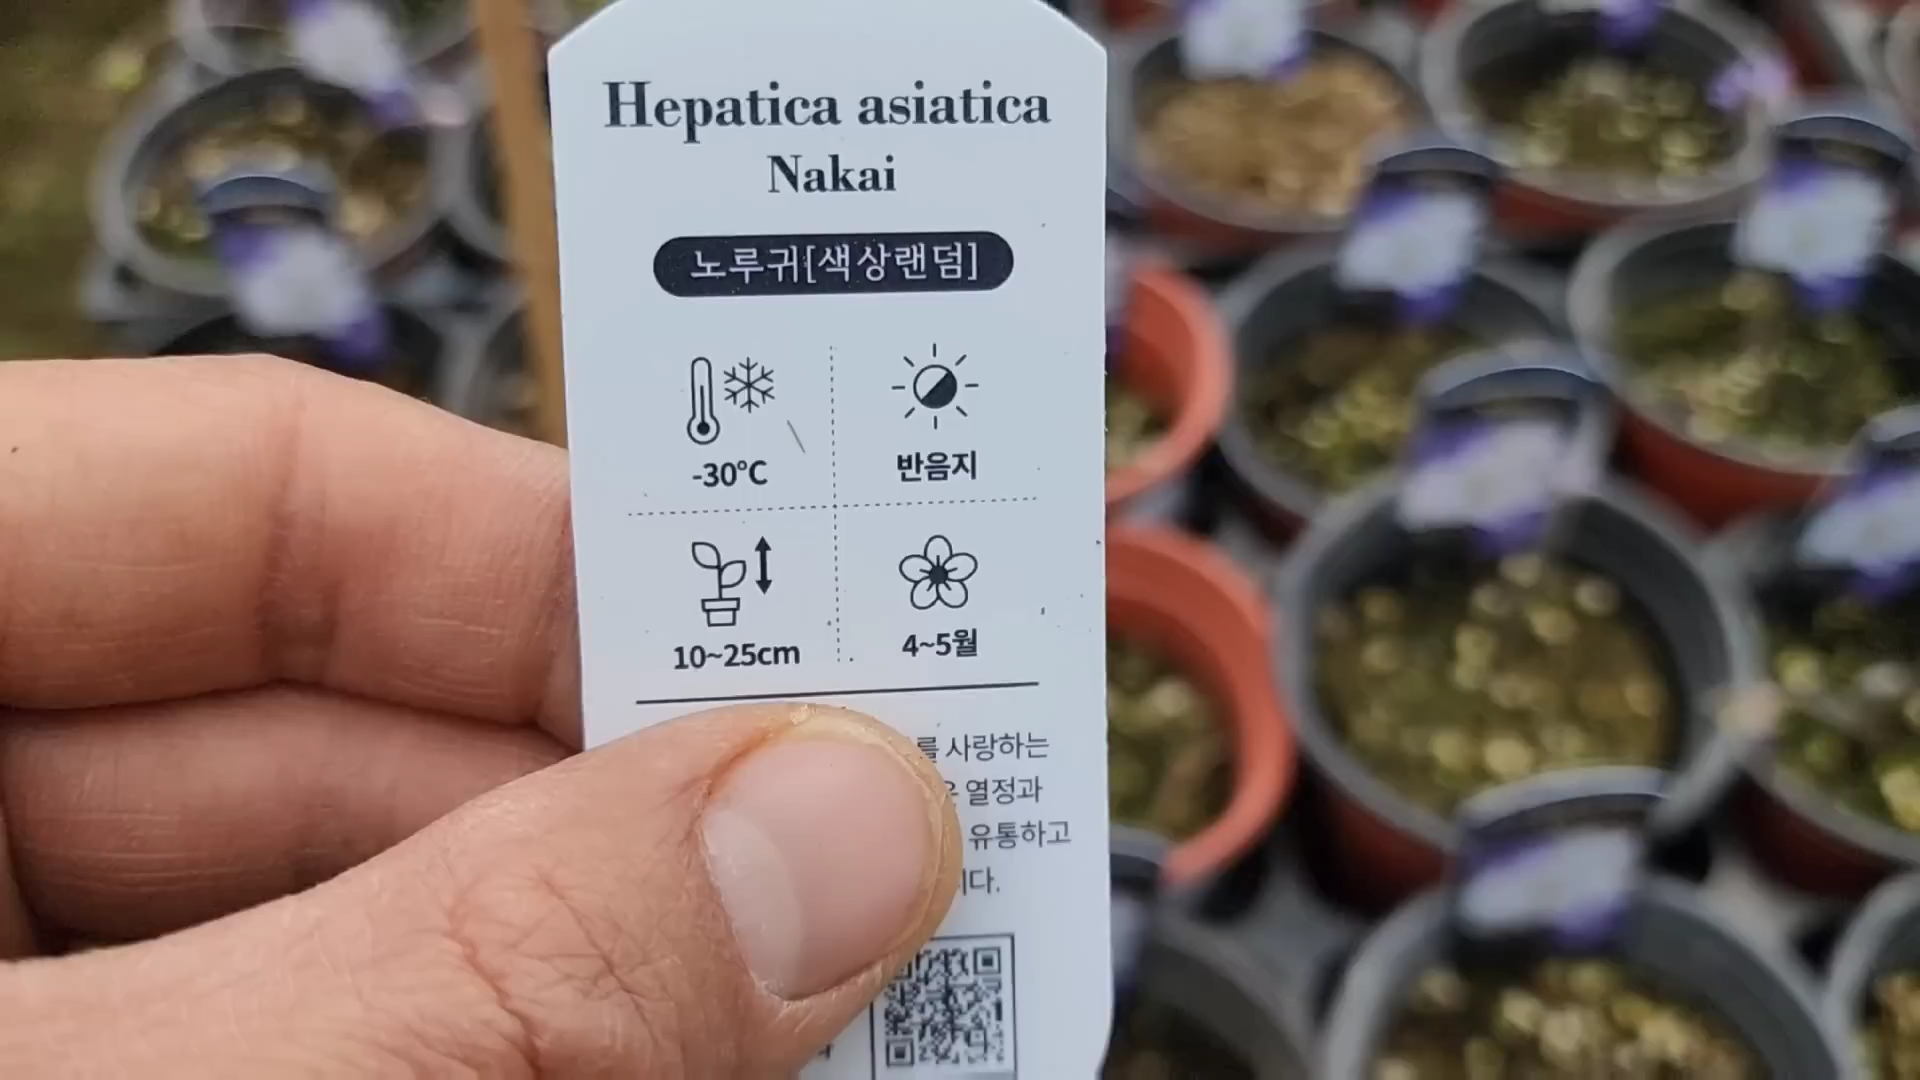 Hepatica asiatica
Nakai
노루귀[색상랜덤]
-30°C
반음지
10~25cm
4~5월
를 사랑하는
열정과
유통하고
다.